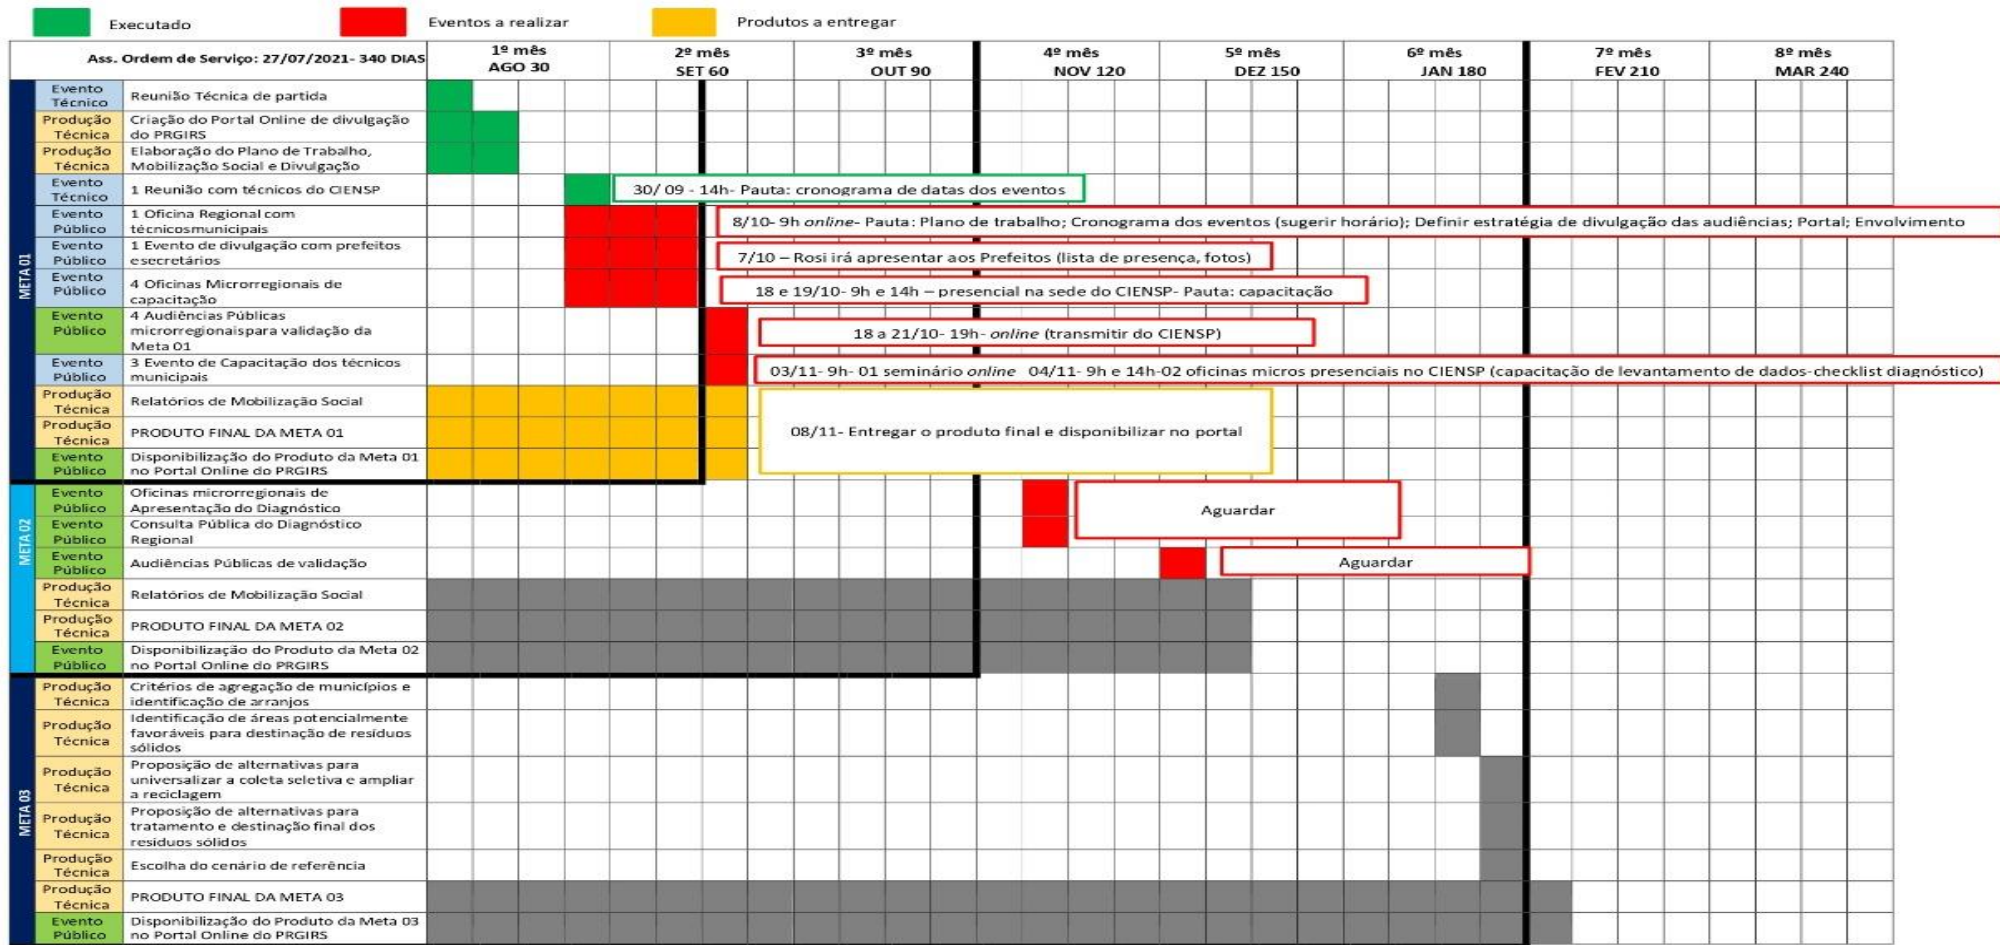 Executado
Eventos a realizar
Produtos a entregar
Ass. Ordem de Serviço: 27/07/2021- 340 DIAS
1º mês
AGO 30
2º mês
SET 60
3º mês
OUT 90
4º mês
NOV 120
5º mês
DEZ 150
6º mês
JAN 180
7º mês
FEV 210
8º mês
MAR 240
META 01
Evento
Técnico
Reunião Técnica de partida
Produção
Técnica
Criação do Portal Online de divulgação
do PRGIRS
Produção
Técnica
Elaboração do Plano de Trabalho,
Mobilização Social e Divulgação
Evento
Técnico
1 Reunião com técnicos do CIENSP
30/ 09 - 14h- Pauta: cronograma de datas dos eventos
Evento
Público
1 Oficina Regional com
técnicosmunicipais
8/10- 9h online- Pauta: Plano de trabalho; Cronograma dos eventos (sugerir horário); Definir estratégia de divulgação das audiências; Portal; Envolvimento
Evento
Público
1 Evento de divulgação com prefeitos
esecretários
7/10 – Rosi irá apresentar aos Prefeitos (lista de presença, fotos)
Evento
Público
4 Oficinas Microrregionais de
capacitação
18 e 19/10- 9h e 14h – presencial na sede do CIENSP- Pauta: capacitação
Evento
Público
4 Audiências Públicas
microrregionaispara validação da
Meta 01
18 a 21/10- 19h- online (transmitir do CIENSP)
Evento
Público
3 Evento de Capacitação dos técnicos
municipais
03/11- 9h- 01 seminário online 04/11- 9h e 14h-02 oficinas micros presenciais no CIENSP (capacitação de levantamento de dados-checklist diagnóstico)
Produção
Técnica
Relatórios de Mobilização Social
Produção
Técnica
PRODUTO FINAL DA META 01
08/11- Entregar o produto final e disponibilizar no portal
Evento
Público
Disponibilização do Produto da Meta 01
no Portal Online do PRGIRS
META 02
Evento
Público
Oficinas microrregionais de
Apresentação do Diagnóstico
Aguardar
Evento
Público
Consulta Pública do Diagnóstico
Regional
Evento
Público
Audiências Públicas de validação
Aguardar
Produção
Técnica
Relatórios de Mobilização Social
Produção
Técnica
PRODUTO FINAL DA META 02
Evento
Público
Disponibilização do Produto da Meta 02
no Portal Online do PRGIRS
META 03
Produção
Técnica
Critérios de agregação de municípios e
identificação de arranjos
Produção
Técnica
Identificação de áreas potencialmente
favoráveis para destinação de resíduos
sólidos
Produção
Técnica
Proposição de alternativas para
universalizar a coleta seletiva e ampliar
a reciclagem
Produção
Técnica
Proposição de alternativas para
tratamento e destinação final dos
resíduos sólidos
Produção
Técnica
Escolha do cenário de referência
Produção
Técnica
PRODUTO FINAL DA META 03
Evento
Público
Disponibilização do Produto da Meta 03
no Portal Online do PRGIRS